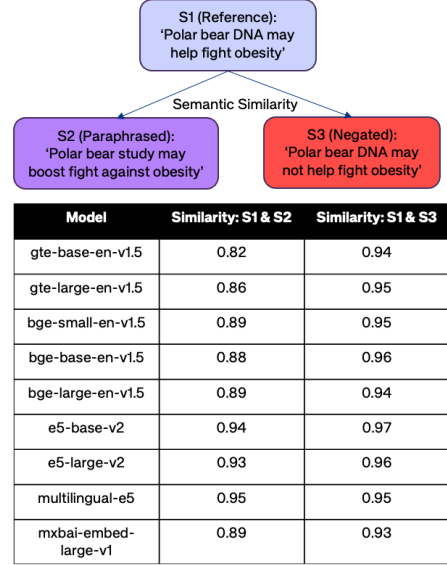 S1 (Reference):
‘Polar bear DNA may
help fight obesity’
Semantic Similarity
S2 (Paraphrased):
‘Polar bear study may
boost fight against obesity’
S3 (Negated):
‘Polar bear DNA may
not help fight obesity’
Model Similarity: S1 & S2 Similarity: S1 & S3
gte-base-en-v1.5 0.82 0.94
gte-large-en-v1.5 0.86 0.95
bge-small-en-v1.5 0.89 0.95
bge-base-en-v1.5 0.88 0.96
bge-large-en-v1.5 0.89 0.94
e5-base-v2 0.94 0.97
e5-large-v2 0.93 0.96
multilingual-e5 0.95 0.95
mxbai-embed-
large-v1 0.89 0.93